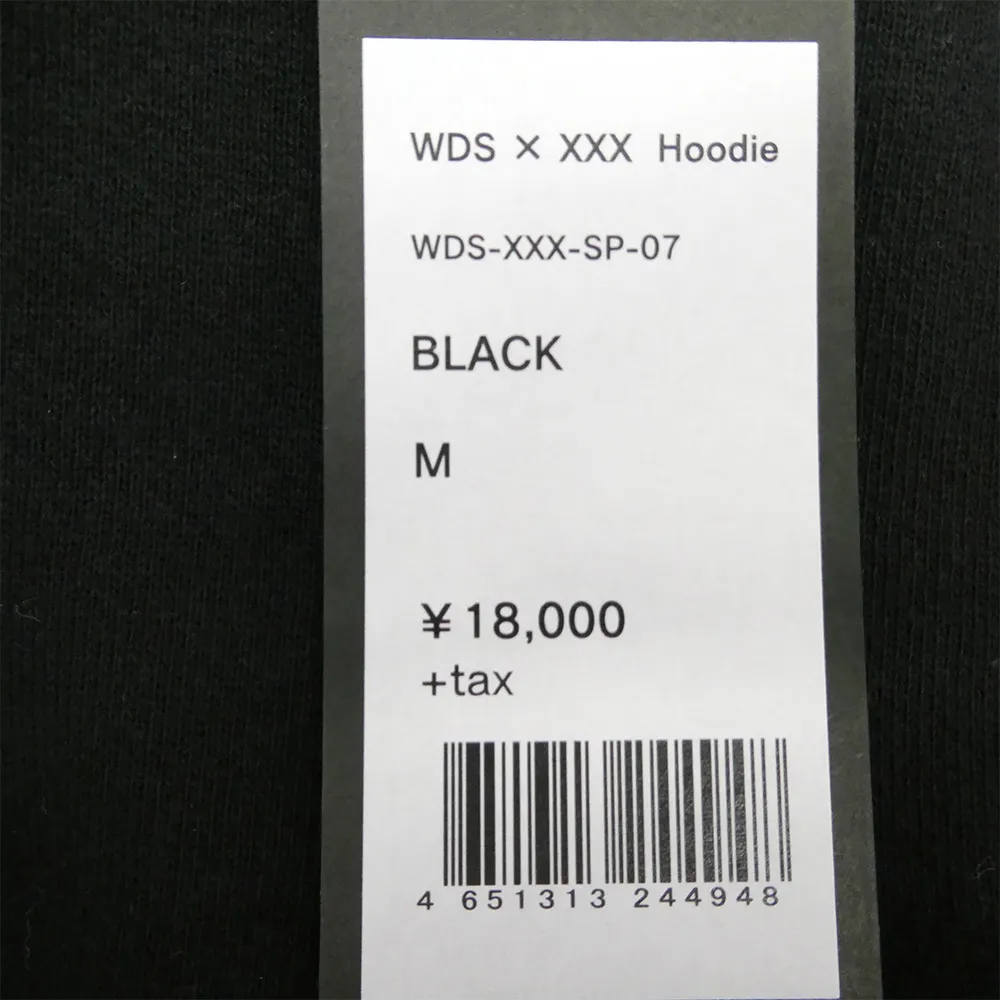 WDS × XXX Hoodie
WDS-XXX-SP-07
BLACK
M
¥18,000
+tax
4 651313 244948